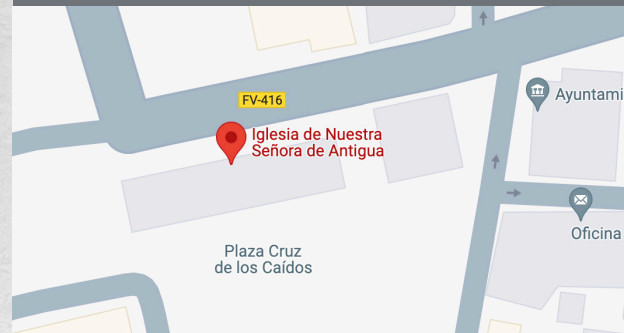 FV-416
Iglesia de Nuestra
Señora de Antigua
Ayuntami
Plaza Cruz
de los Caídos
Oficina